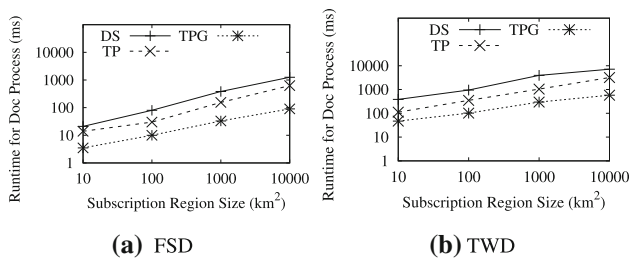 Runtime for Doc Process (ms)
10000
1000
100
10
1
DS
TP
TPG
10 100 1000 10000
Subscription Region Size (km²)
(a) FSD
Runtime for Doc Process (ms)
10000
1000
100
10
1
DS
TP
TPG
10 100 1000 10000
Subscription Region Size (km²)
(b) TWD